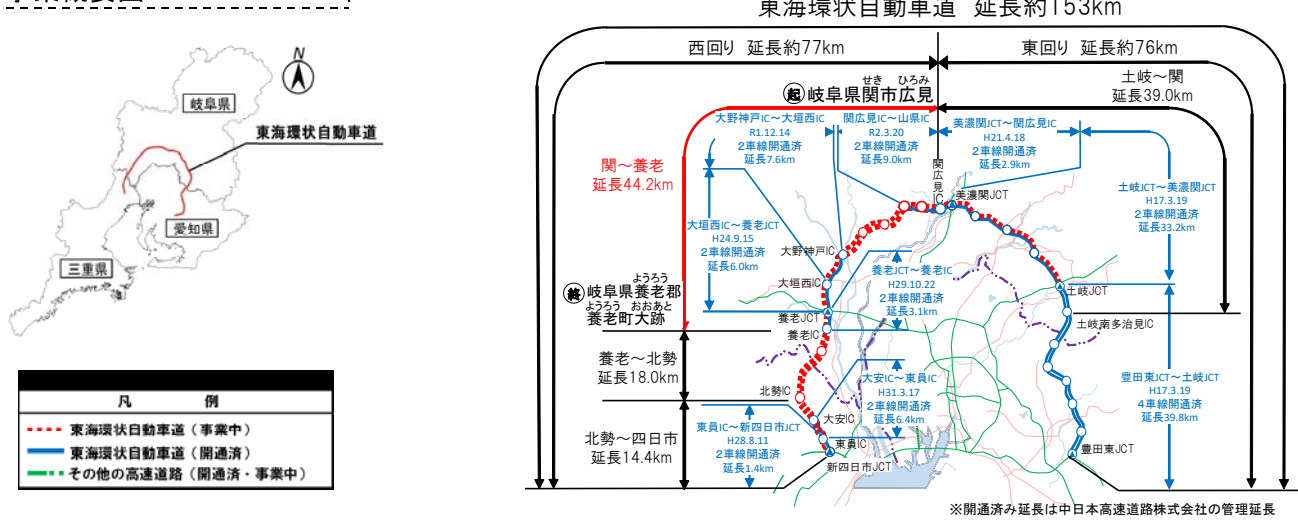 東海環状自動車道 延長約153km
N
岐阜県
東海環状自動車道
愛知県
三重県
凡 例
東海環状自動車道（事業中）
東海環状自動車道（開通済）
その他の高速道路（開通済・事業中）
西回り 延長約77km
東回り 延長約76km
せき ひろみ
起 岐阜県関市広見
土岐～関
延長39.0km
大野神戸IC～大垣西IC
R1.12.14
2車線開通済
延長7.6km
関広見IC～山県IC
R2.3.20
2車線開通済
延長9.0km
美濃関JCT～関広見IC
H21.4.18
2車線開通済
延長2.9km
関～養老
延長44.2km
関広見IC
美濃関JCT
土岐JCT～美濃関JCT
H17.3.19
2車線開通済
延長33.2km
大垣西IC～養老JCT
H24.9.15
2車線開通済
延長6.0km
大野神戸IC
大垣西IC
養老JCT～養老IC
H29.10.22
2車線開通済
延長3.1km
土岐JCT
ようろう
終 岐阜県養老郡
ようろう おおあと
養老町大跡
養老JCT
養老IC
土岐南多治見IC
養老～北勢
延長18.0km
北勢IC
大安IC～東員IC
H31.3.17
2車線開通済
延長6.4km
豊田東JCT～土岐JCT
H17.3.19
4車線開通済
延長39.8km
北勢～四日市
延長14.4km
東員IC～新四日市JCT
H28.8.11
2車線開通済
延長1.4km
大安IC
東員IC
新四日市JCT
豊田東JCT
※開通済み延長は中日本高速道路株式会社の管理延長